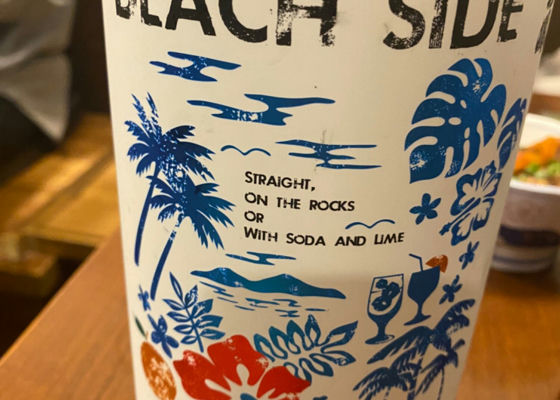 BEACH SIDE
STRAIGHT,
ON THE ROCKS
OR
WITH SODA AND LIME